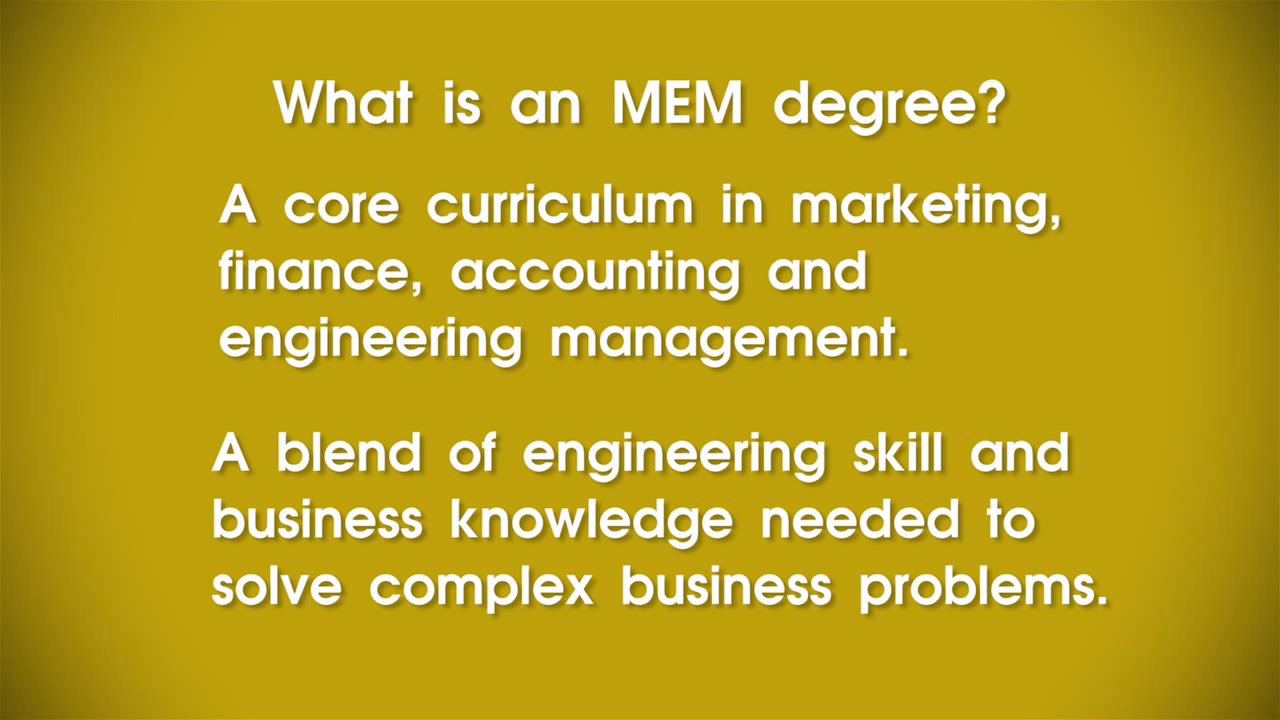 What is an MEM degree?
A core curriculum in marketing,
finance, accounting and
engineering management.
A blend of engineering skill and
business knowledge needed to
solve complex business problems.